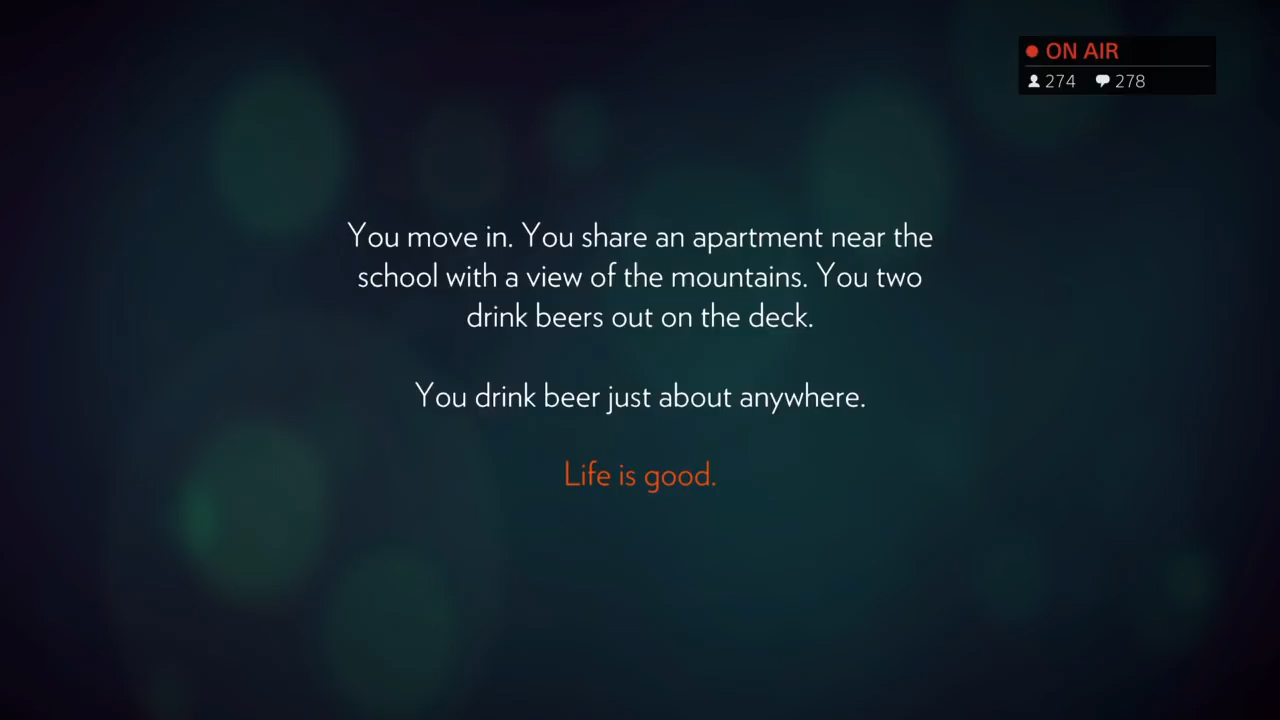 ON AIR
274 278
You move in. You share an apartment near the
school with a view of the mountains. You two
drink beers out on the deck.
You drink beer just about anywhere.
Life is good.